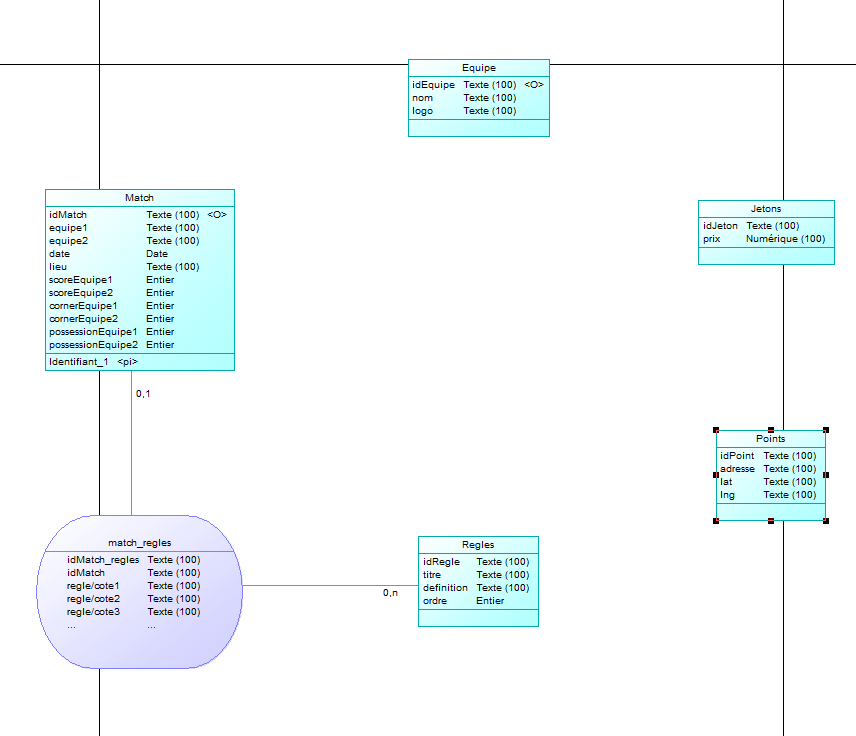 Equipe
idEquipe Texte (100) <O>
nom Texte (100)
logo Texte (100)
Match
idMatch Texte (100) <O>
equipe1 Texte (100)
equipe2 Texte (100)
date Date
lieu Texte (100)
scoreEquipe1 Entier
scoreEquipe2 Entier
cornerEquipe1 Entier
cornerEquipe2 Entier
possessionEquipe1 Entier
possessionEquipe2 Entier
Identifiant_1 <pi>
Jetons
idJeton Texte (100)
prix Numérique (100)
0,1
Points
idPoint Texte (100)
adresse Texte (100)
lat Texte (100)
lng Texte (100)
match_regles
idMatch_regles Texte (100)
idMatch Texte (100)
regle/cote1 Texte (100)
regle/cote2 Texte (100)
regle/cote3 Texte (100)
... ...
0,n
Regles
idRegle Texte (100)
titre Texte (100)
definition Texte (100)
ordre Entier